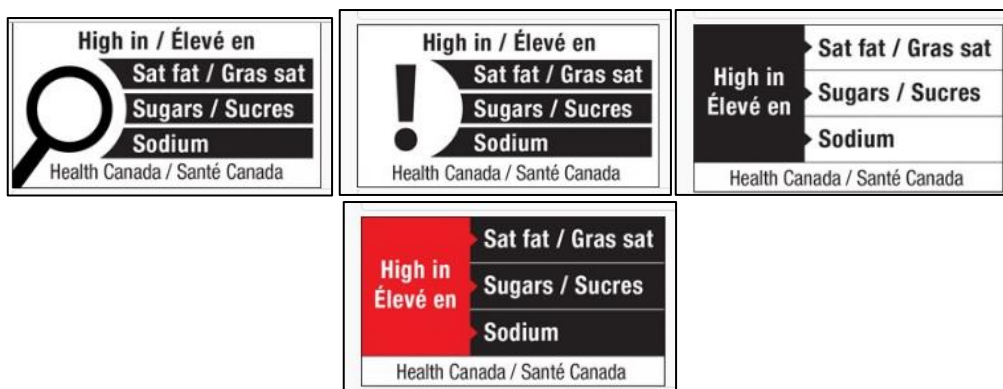 High in / Élevé en
Sat fat / Gras sat
Sugars / Sucres
Sodium
Health Canada / Santé Canada
High in / Élevé en
Sat fat / Gras sat
Sugars / Sucres
Sodium
Health Canada / Santé Canada
High in
Élevé en
Sat fat / Gras sat
Sugars / Sucres
Sodium
Health Canada / Santé Canada
High in
Élevé en
Sat fat / Gras sat
Sugars / Sucres
Sodium
Health Canada / Santé Canada